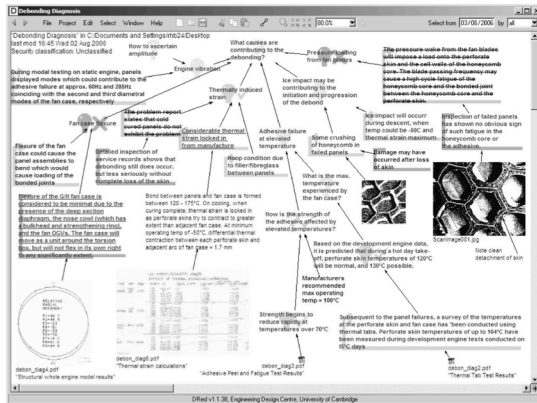 Debonding Diagnosis
File Project Edit Select Window Help
80.0%
Select from 03/08/2006 by all
"Debonding Diagnosis" in C:/Documents and Settings/rhb24/Desktop
last mod 16:45 Wed 02 Aug 2006
Security classification: Unclassified
How to ascertain
amplitude
Engine vibration
What causes are
contributing to the
debonding?
Pressure loading
from fan blades
The pressure wake from the fan blades
will impose a load onto the perforate
skin and the cell walls of the honeycomb
core. The blade passing frequency may
cause a high cycle fatigue of the
honeycomb core and the bonded joint
between the honeycomb core and the
perforate skin.
During modal testing on static engine, panels
displayed modes which could contribute to the
adhesive failure at approx. 60Hz and 285Hz
coinciding with the second and third diametral
modes of the fan case, respectively
Thermally induced
strain
Ice impact may be
contributing to the
initiation and progression
of the debond
The problem report
states that cold
cured panels do not
exhibit the problem
Fan case flexure
Considerable thermal
strain locked in
from manufacture
Adhesive failure
at elevated
temperature
Ice impact will occur
during descent, when
temp could be -50C and
thermal strain maximum
Inspection of failed panels
has shown no obvious signs
of such fatigue in the
honeycomb core or
the adhesive.
Some crushing
of honeycomb in
failed panels
Damage may have
occurred after loss
of skin
Flexure of the fan
case could cause the
panel assemblies to
bend which would
cause loading of the
bonded joints
Detailed inspection of
service records shows that
debonding still does occur,
but less seriously without
complete loss of the skin
Hoop condition due
to filler/fibreglass
between panels
What is the max.
temperature
experienced by
the fan case?
Flexure of the G/H fan case is
considered to be minimal due to the
presence of the deep section
diaphragm, the nose cowl (which has a
bulkhead and strengthening ring),
and the fan OGVs. The fan case will
move as a unit around the torsion
box, but will not flex in its own right
to any significantly extent.
Bond between panels and fan case is formed
between 120 - 175°C. On cooling, when
curing complete, thermal strain is locked in
as perforate skins try to contract to greater
extent than adjacent fan case. At minimum
operating temp of -50°C, differential thermal
contraction between each perforate skin and
adjacent arc of fan case = 1.7 mm
How is the strength of
the adhesive affected by
elevated temperatures?
Scanimage001.jpg
Note clean
detachment of skin
Based on the development engine data,
it is predicted that during a hot day take-
off, perforate skin temperatures of 120°C
will be normal, and 130°C possible.
Manufacturers
recommended
max operating
temp = 100°C
Strength begins to
reduce rapidly at
temperatures over 70°C
Subsequent to the panel failures, a survey of the temperatures
at the perforate skin and fan case has been conducted using
thermal tabs. Perforate skin temperatures of up to 164°C have
been measured during development engine tests conducted on
ISO days
debon_diag4.pdf
"Structural whole engine model results"
debon_diag6.pdf
"Thermal strain calculations"
debon_diag3.pdf
"Adhesive Peel and Fatigue Test Results"
debon_diag2.pdf
"Thermal Tab Test Results"
DRed v1.1.38, Engineering Design Centre, University of Cambridge